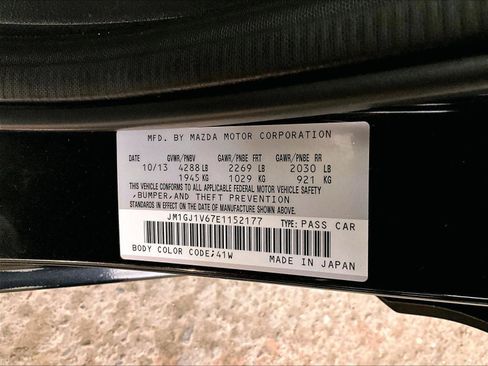 MFD. BY MAZDA MOTOR CORPORATION
DATE GVWR/PNBV GAWR/PNBE FRT GAWR/PNBE RR
10/13 4288 LB 2269 LB 2030 LB
1945 KG 1029 KG 921 KG
THIS VEHICLE CONFORMS TO ALL APPLICABLE FEDERAL MOTOR VEHICLE SAFETY
,BUMPER,AND THEFT PREVENTION
STANDARDS IN EFFECT ON THE DATE OF MANUFACTURE SHOWN ABOVE.
JM1GJ1V67E1152177 TYPE: PASS CAR
BODY COLOR CODE;41W
MADE IN JAPAN